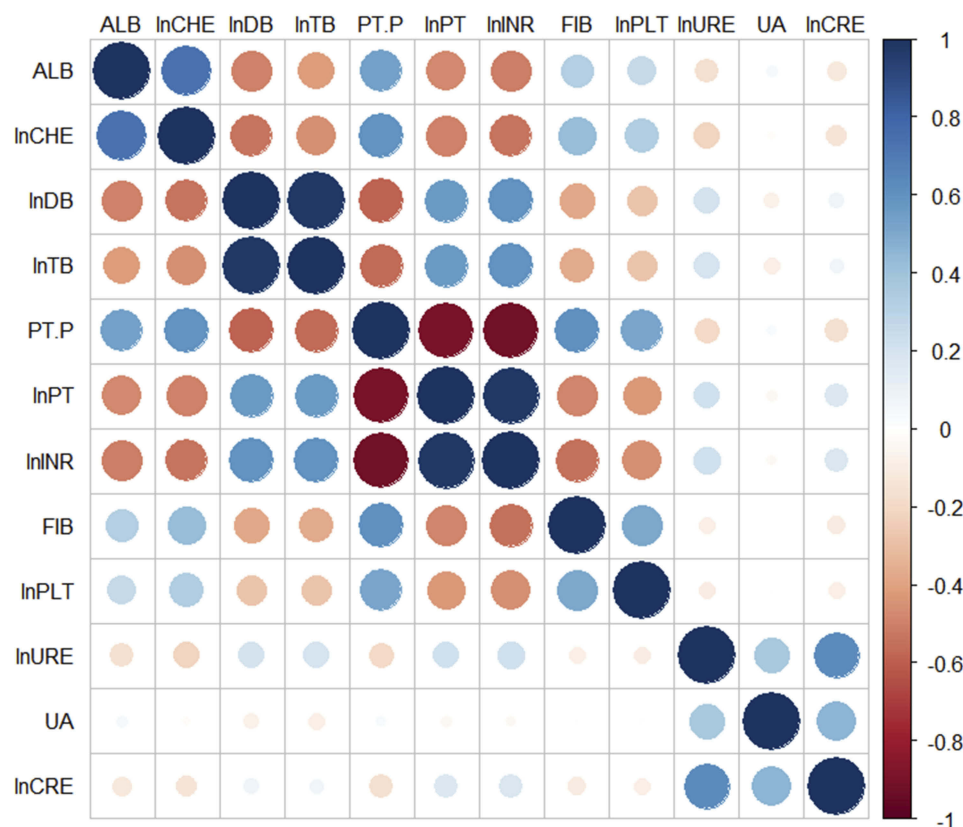 ALB lnCHE lnDB lnTB PT.P lnPT lnINR FIB lnPLT lnURE UA lnCRE
ALB
lnCHE
lnDB
lnTB
PT.P
lnPT
lnINR
FIB
lnPLT
lnURE
UA
lnCRE
1
0.8
0.6
0.4
0.2
0
-0.2
-0.4
-0.6
-0.8
-1